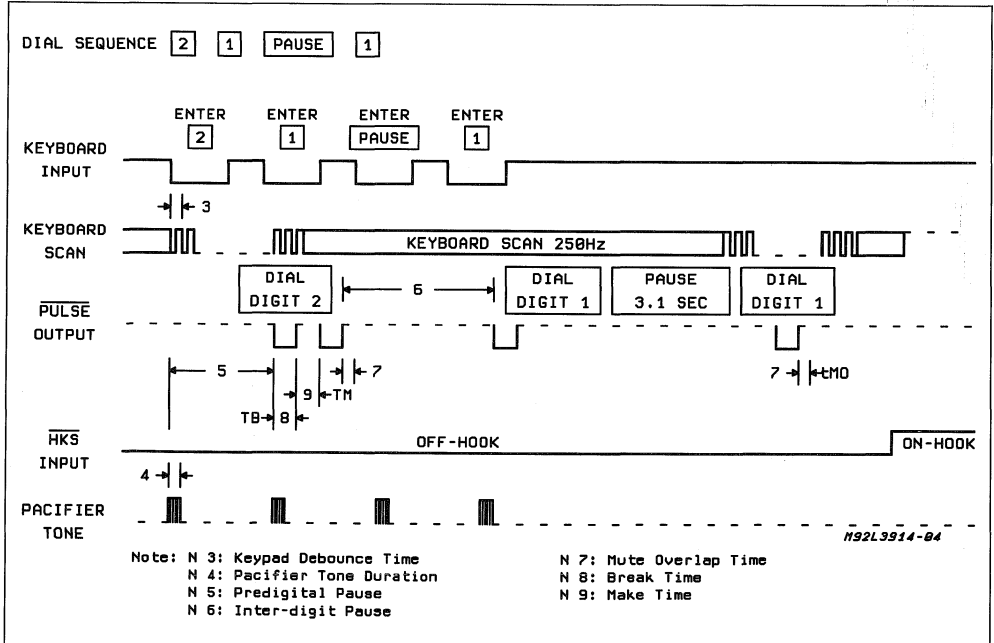 DIAL SEQUENCE 2 1 PAUSE 1
ENTER ENTER ENTER ENTER
2 1 PAUSE 1
KEYBOARD
INPUT
3
KEYBOARD
SCAN
KEYBOARD SCAN 250Hz
DIAL
DIGIT 2
6
DIAL
DIGIT 1
PAUSE
3.1 SEC
DIAL
DIGIT 1
PULSE
OUTPUT
5
7
7 tMO
9 TM
TB 8
HKS
INPUT
OFF-HOOK
ON-HOOK
4
PACIFIER
TONE
M92L3914-04
Note: N 3: Keypad Debounce Time
N 4: Pacifier Tone Duration
N 5: Predigital Pause
N 6: Inter-digit Pause
N 7: Mute Overlap Time
N 8: Break Time
N 9: Make Time